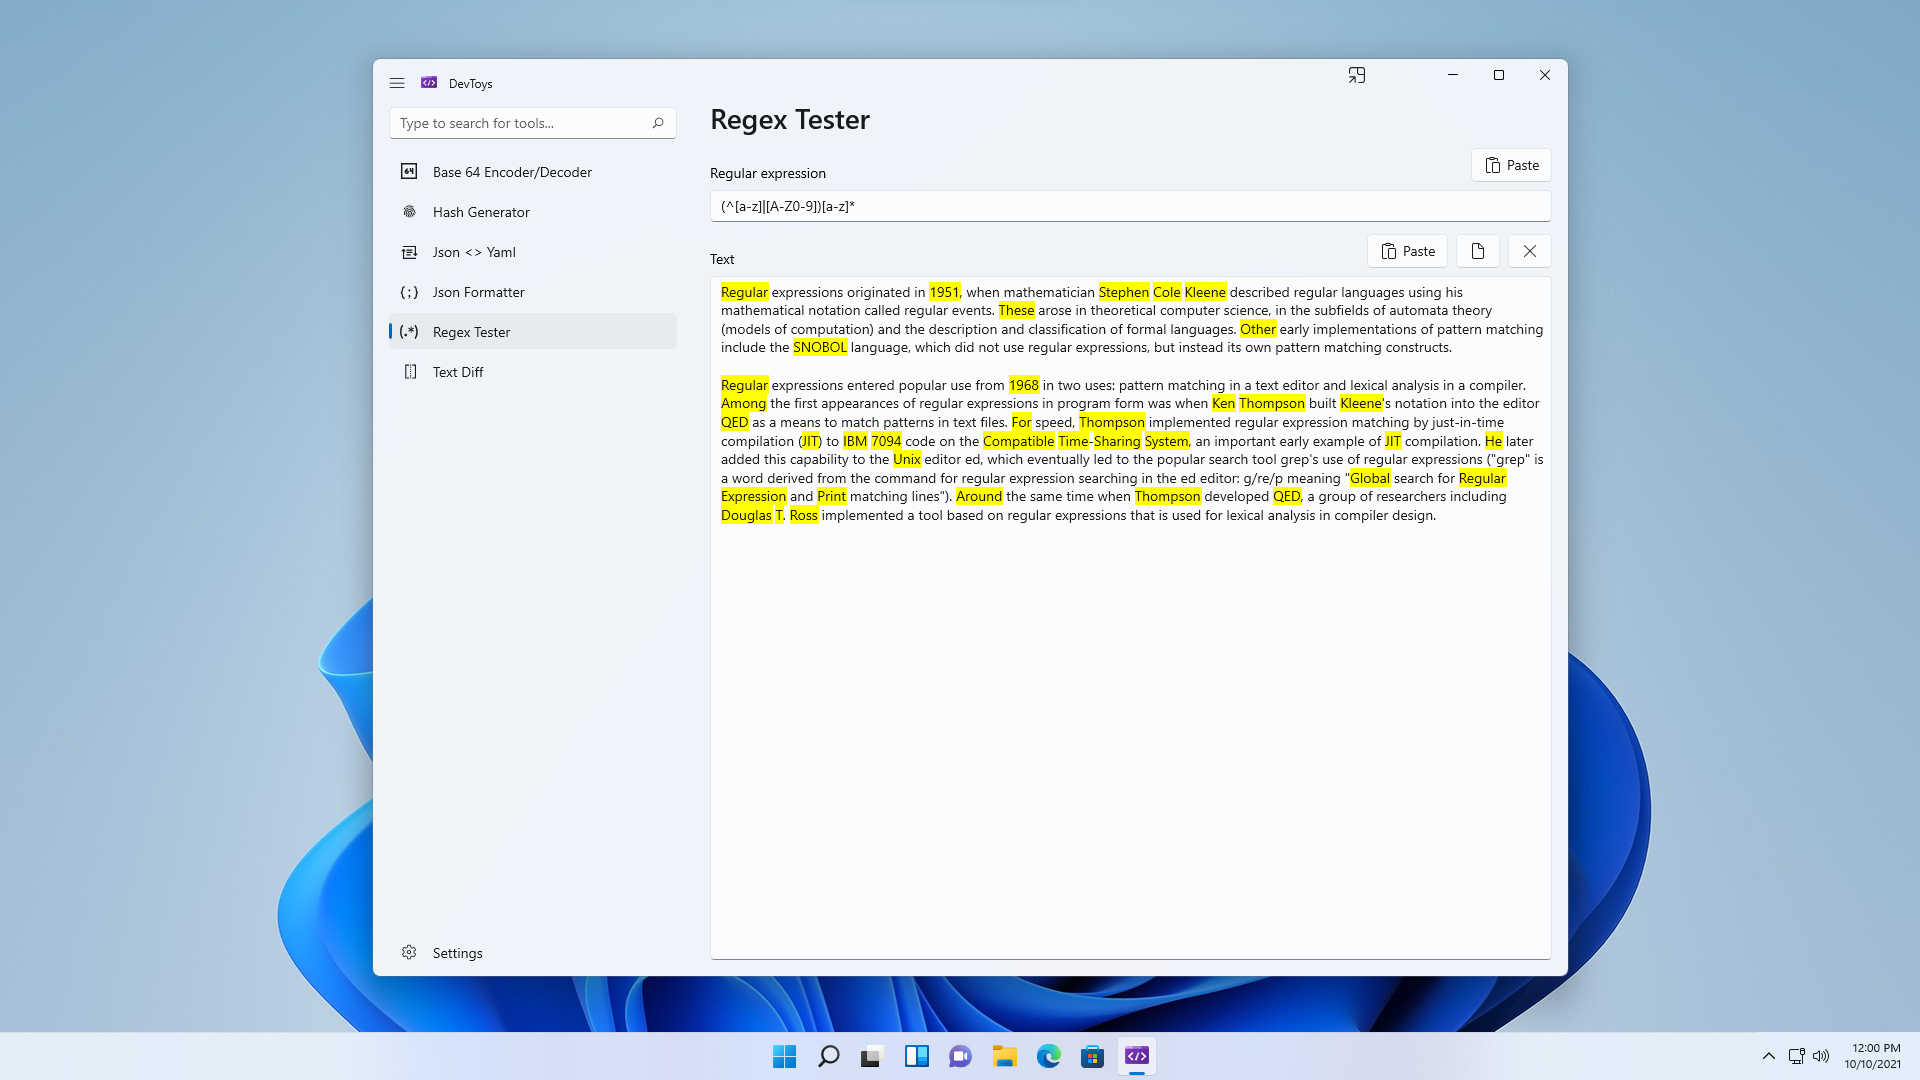 DevToys
Type to search for tools...
Base 64 Encoder/Decoder
Hash Generator
Json <> Yaml
Json Formatter
Regex Tester
Text Diff
Settings
Regex Tester
Regular expression
Paste
(^[a-z]|[A-Z0-9])[a-z]*
Text
Paste
Regular expressions originated in 1951, when mathematician Stephen Cole Kleene described regular languages using his
mathematical notation called regular events. These arose in theoretical computer science, in the subfields of automata theory
(models of computation) and the description and classification of formal languages. Other early implementations of pattern matching
include the SNOBOL language, which did not use regular expressions, but instead its own pattern matching constructs.
Regular expressions entered popular use from 1968 in two uses: pattern matching in a text editor and lexical analysis in a compiler.
Among the first appearances of regular expressions in program form was when Ken Thompson built Kleene's notation into the editor
QED as a means to match patterns in text files. For speed, Thompson implemented regular expression matching by just-in-time
compilation (JIT) to IBM 7094 code on the Compatible Time-Sharing System, an important early example of JIT compilation. He later
added this capability to the Unix editor ed, which eventually led to the popular search tool grep's use of regular expressions ("grep" is
a word derived from the command for regular expression searching in the ed editor: g/re/p meaning "Global search for Regular
Expression and Print matching lines"). Around the same time when Thompson developed QED, a group of researchers including
Douglas T. Ross implemented a tool based on regular expressions that is used for lexical analysis in compiler design.
12:00 PM
10/10/2021